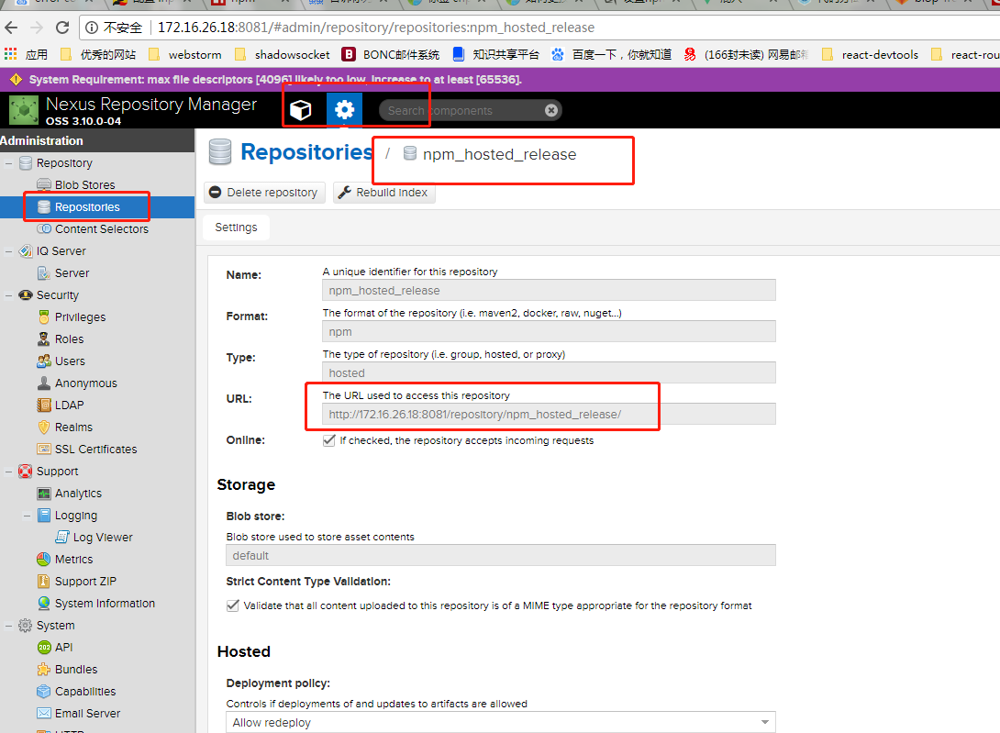 不安全 172.16.26.18:8081/#admin/repository/repositories:npm_hosted_release
应用 优秀的网站 webstorm shadowsocket BONC邮件系统 知识共享平台 百度一下，你就知道 (166封未读) 网易邮箱 react-devtools react-rou
System Requirement: max file descriptors [4096] likely too low, increase to at least [65536].
Nexus Repository Manager
OSS 3.10.0-04
Search components
Administration
Repository
Blob Stores
Repositories
Content Selectors
IQ Server
Server
Security
Privileges
Roles
Users
Anonymous
LDAP
Realms
SSL Certificates
Support
Analytics
Logging
Log Viewer
Metrics
Support ZIP
System Information
System
API
Bundles
Capabilities
Email Server
Repositories / npm_hosted_release
Delete repository Rebuild index
Settings
Name: A unique identifier for this repository
npm_hosted_release
Format: The format of the repository (i.e. maven2, docker, raw, nuget...)
npm
Type: The type of repository (i.e. group, hosted, or proxy)
hosted
URL: The URL used to access this repository
http://172.16.26.18:8081/repository/npm_hosted_release/
Online: If checked, the repository accepts incoming requests
Storage
Blob store:
Blob store used to store asset contents
default
Strict Content Type Validation:
Validate that all content uploaded to this repository is of a MIME type appropriate for the repository format
Hosted
Deployment policy:
Controls if deployments of and updates to artifacts are allowed
Allow redeploy